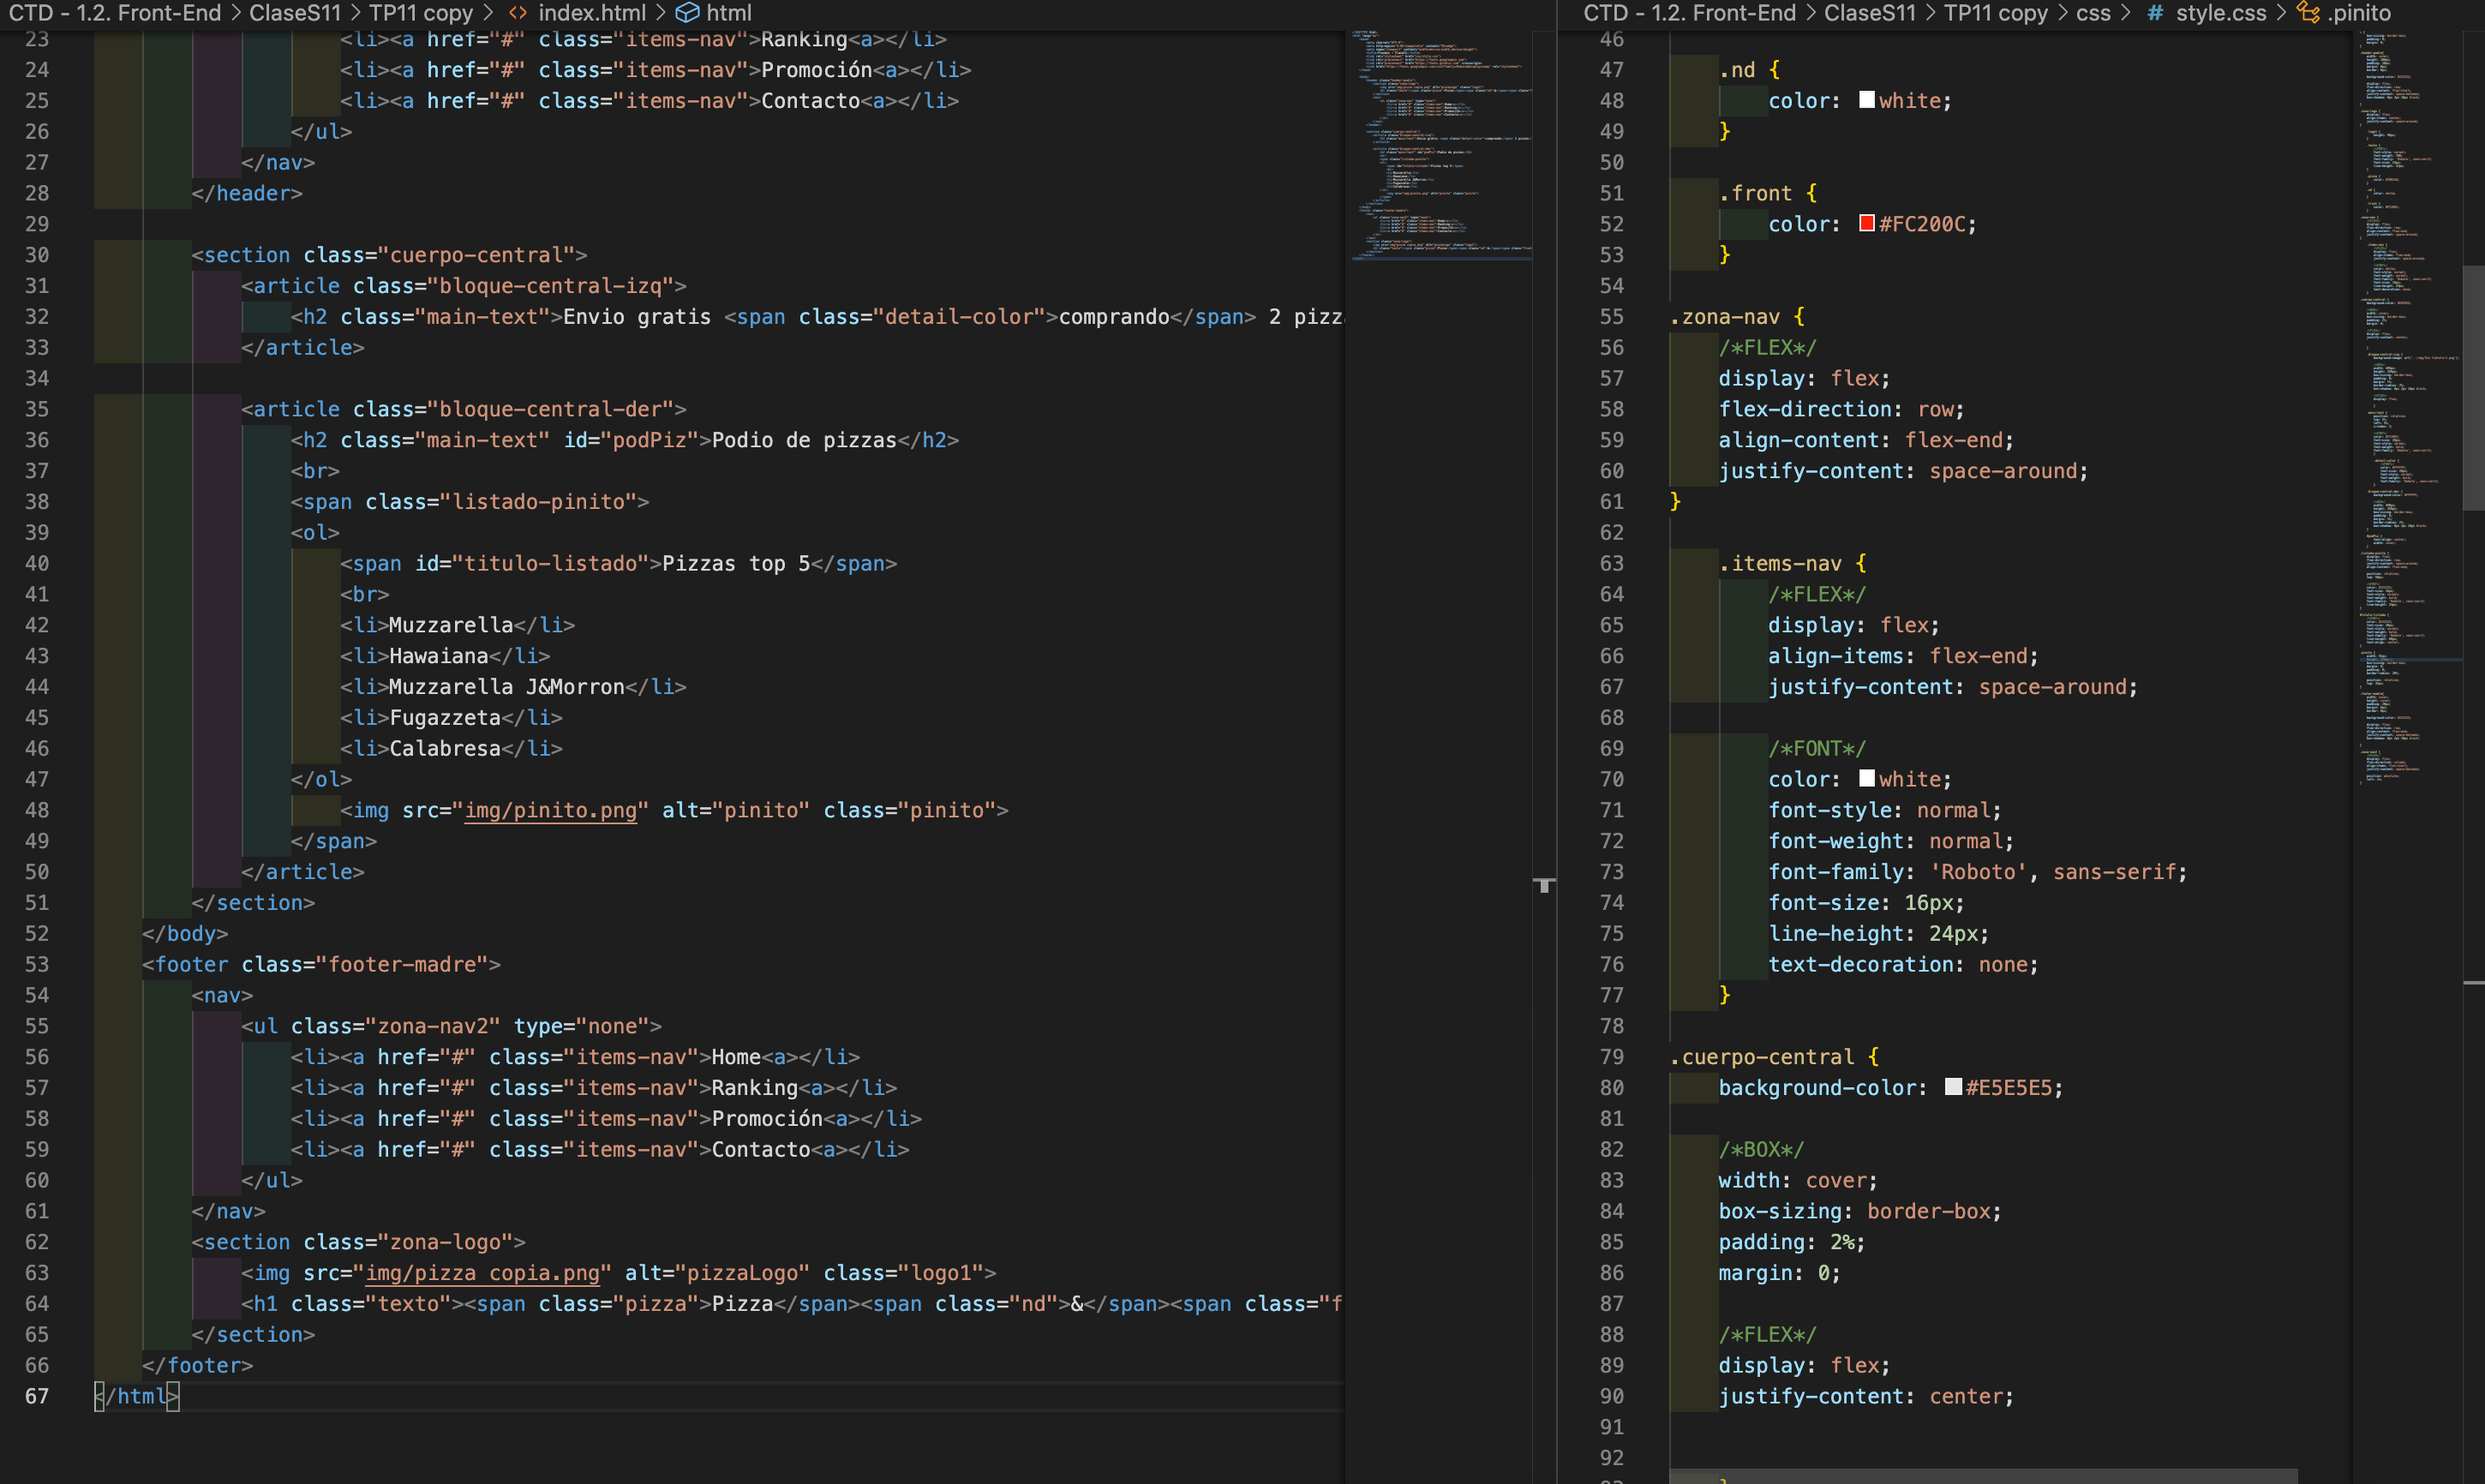 CTD - 1.2. Front-End > ClaseS11 > TP11 copy > <> index.html > html
23 <li><a href="#" class="items-nav">Ranking<a></li>
24 <li><a href="#" class="items-nav">Promoción<a></li>
25 <li><a href="#" class="items-nav">Contacto<a></li>
26 </ul>
27 </nav>
28 </header>
29
30 <section class="cuerpo-central">
31 <article class="bloque-central-izq">
32 <h2 class="main-text">Envio gratis <span class="detail-color">comprando</span> 2 pizz
33 </article>
34
35 <article class="bloque-central-der">
36 <h2 class="main-text" id="podPiz">Podio de pizzas</h2>
37 <br>
38 <span class="listado-pinito">
39 <ol>
40 <span id="titulo-listado">Pizzas top 5</span>
41 <br>
42 <li>Muzzarella</li>
43 <li>Hawaiana</li>
44 <li>Muzzarella J&Morron</li>
45 <li>Fugazzeta</li>
46 <li>Calabresa</li>
47 </ol>
48 <img src="img/pinito.png" alt="pinito" class="pinito">
49 </span>
50 </article>
51 </section>
52 </body>
53 <footer class="footer-madre">
54 <nav>
55 <ul class="zona-nav2" type="none">
56 <li><a href="#" class="items-nav">Home<a></li>
57 <li><a href="#" class="items-nav">Ranking<a></li>
58 <li><a href="#" class="items-nav">Promoción<a></li>
59 <li><a href="#" class="items-nav">Contacto<a></li>
60 </ul>
61 </nav>
62 <section class="zona-logo">
63 <img src="img/pizza copia.png" alt="pizzaLogo" class="logo1">
64 <h1 class="texto"><span class="pizza">Pizza</span><span class="nd">&</span><span class="f
65 </section>
66 </footer>
67 </html>
CTD - 1.2. Front-End > ClaseS11 > TP11 copy > css > # style.css > .pinito
46
47 .nd {
48 color: white;
49 }
50
51 .front {
52 color: #FC200C;
53 }
54
55 .zona-nav {
56 /*FLEX*/
57 display: flex;
58 flex-direction: row;
59 align-content: flex-end;
60 justify-content: space-around;
61 }
62
63 .items-nav {
64 /*FLEX*/
65 display: flex;
66 align-items: flex-end;
67 justify-content: space-around;
68
69 /*FONT*/
70 color: white;
71 font-style: normal;
72 font-weight: normal;
73 font-family: 'Roboto', sans-serif;
74 font-size: 16px;
75 line-height: 24px;
76 text-decoration: none;
77 }
78
79 .cuerpo-central {
80 background-color: #E5E5E5;
81
82 /*BOX*/
83 width: cover;
84 box-sizing: border-box;
85 padding: 2%;
86 margin: 0;
87
88 /*FLEX*/
89 display: flex;
90 justify-content: center;
91
92